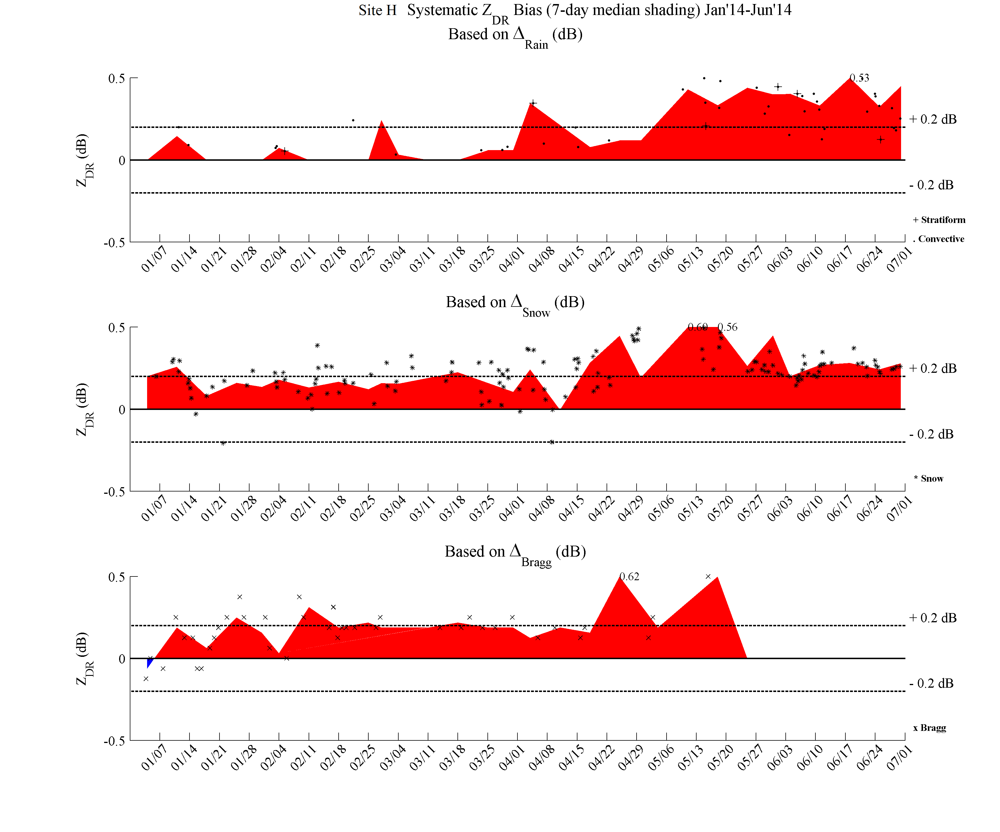 Site H Systematic ZDR Bias (7-day median shading) Jan'14-Jun'14
Based on ΔRain (dB)
0.5
0.53
+ 0.2 dB
ZDR (dB)
0
- 0.2 dB
+ Stratiform
. Convective
-0.5
01/07 01/14 01/21 01/28 02/04 02/11 02/18 02/25 03/04 03/11 03/18 03/25 04/01 04/08 04/15 04/22 04/29 05/06 05/13 05/20 05/27 06/03 06/10 06/17 06/24 07/01
Based on ΔSnow (dB)
0.5
0.60 0.56
+ 0.2 dB
ZDR (dB)
0
- 0.2 dB
* Snow
-0.5
01/07 01/14 01/21 01/28 02/04 02/11 02/18 02/25 03/04 03/11 03/18 03/25 04/01 04/08 04/15 04/22 04/29 05/06 05/13 05/20 05/27 06/03 06/10 06/17 06/24 07/01
Based on ΔBragg (dB)
0.5
0.62
+ 0.2 dB
ZDR (dB)
0
- 0.2 dB
x Bragg
-0.5
01/07 01/14 01/21 01/28 02/04 02/11 02/18 02/25 03/04 03/11 03/18 03/25 04/01 04/08 04/15 04/22 04/29 05/06 05/13 05/20 05/27 06/03 06/10 06/17 06/24 07/01